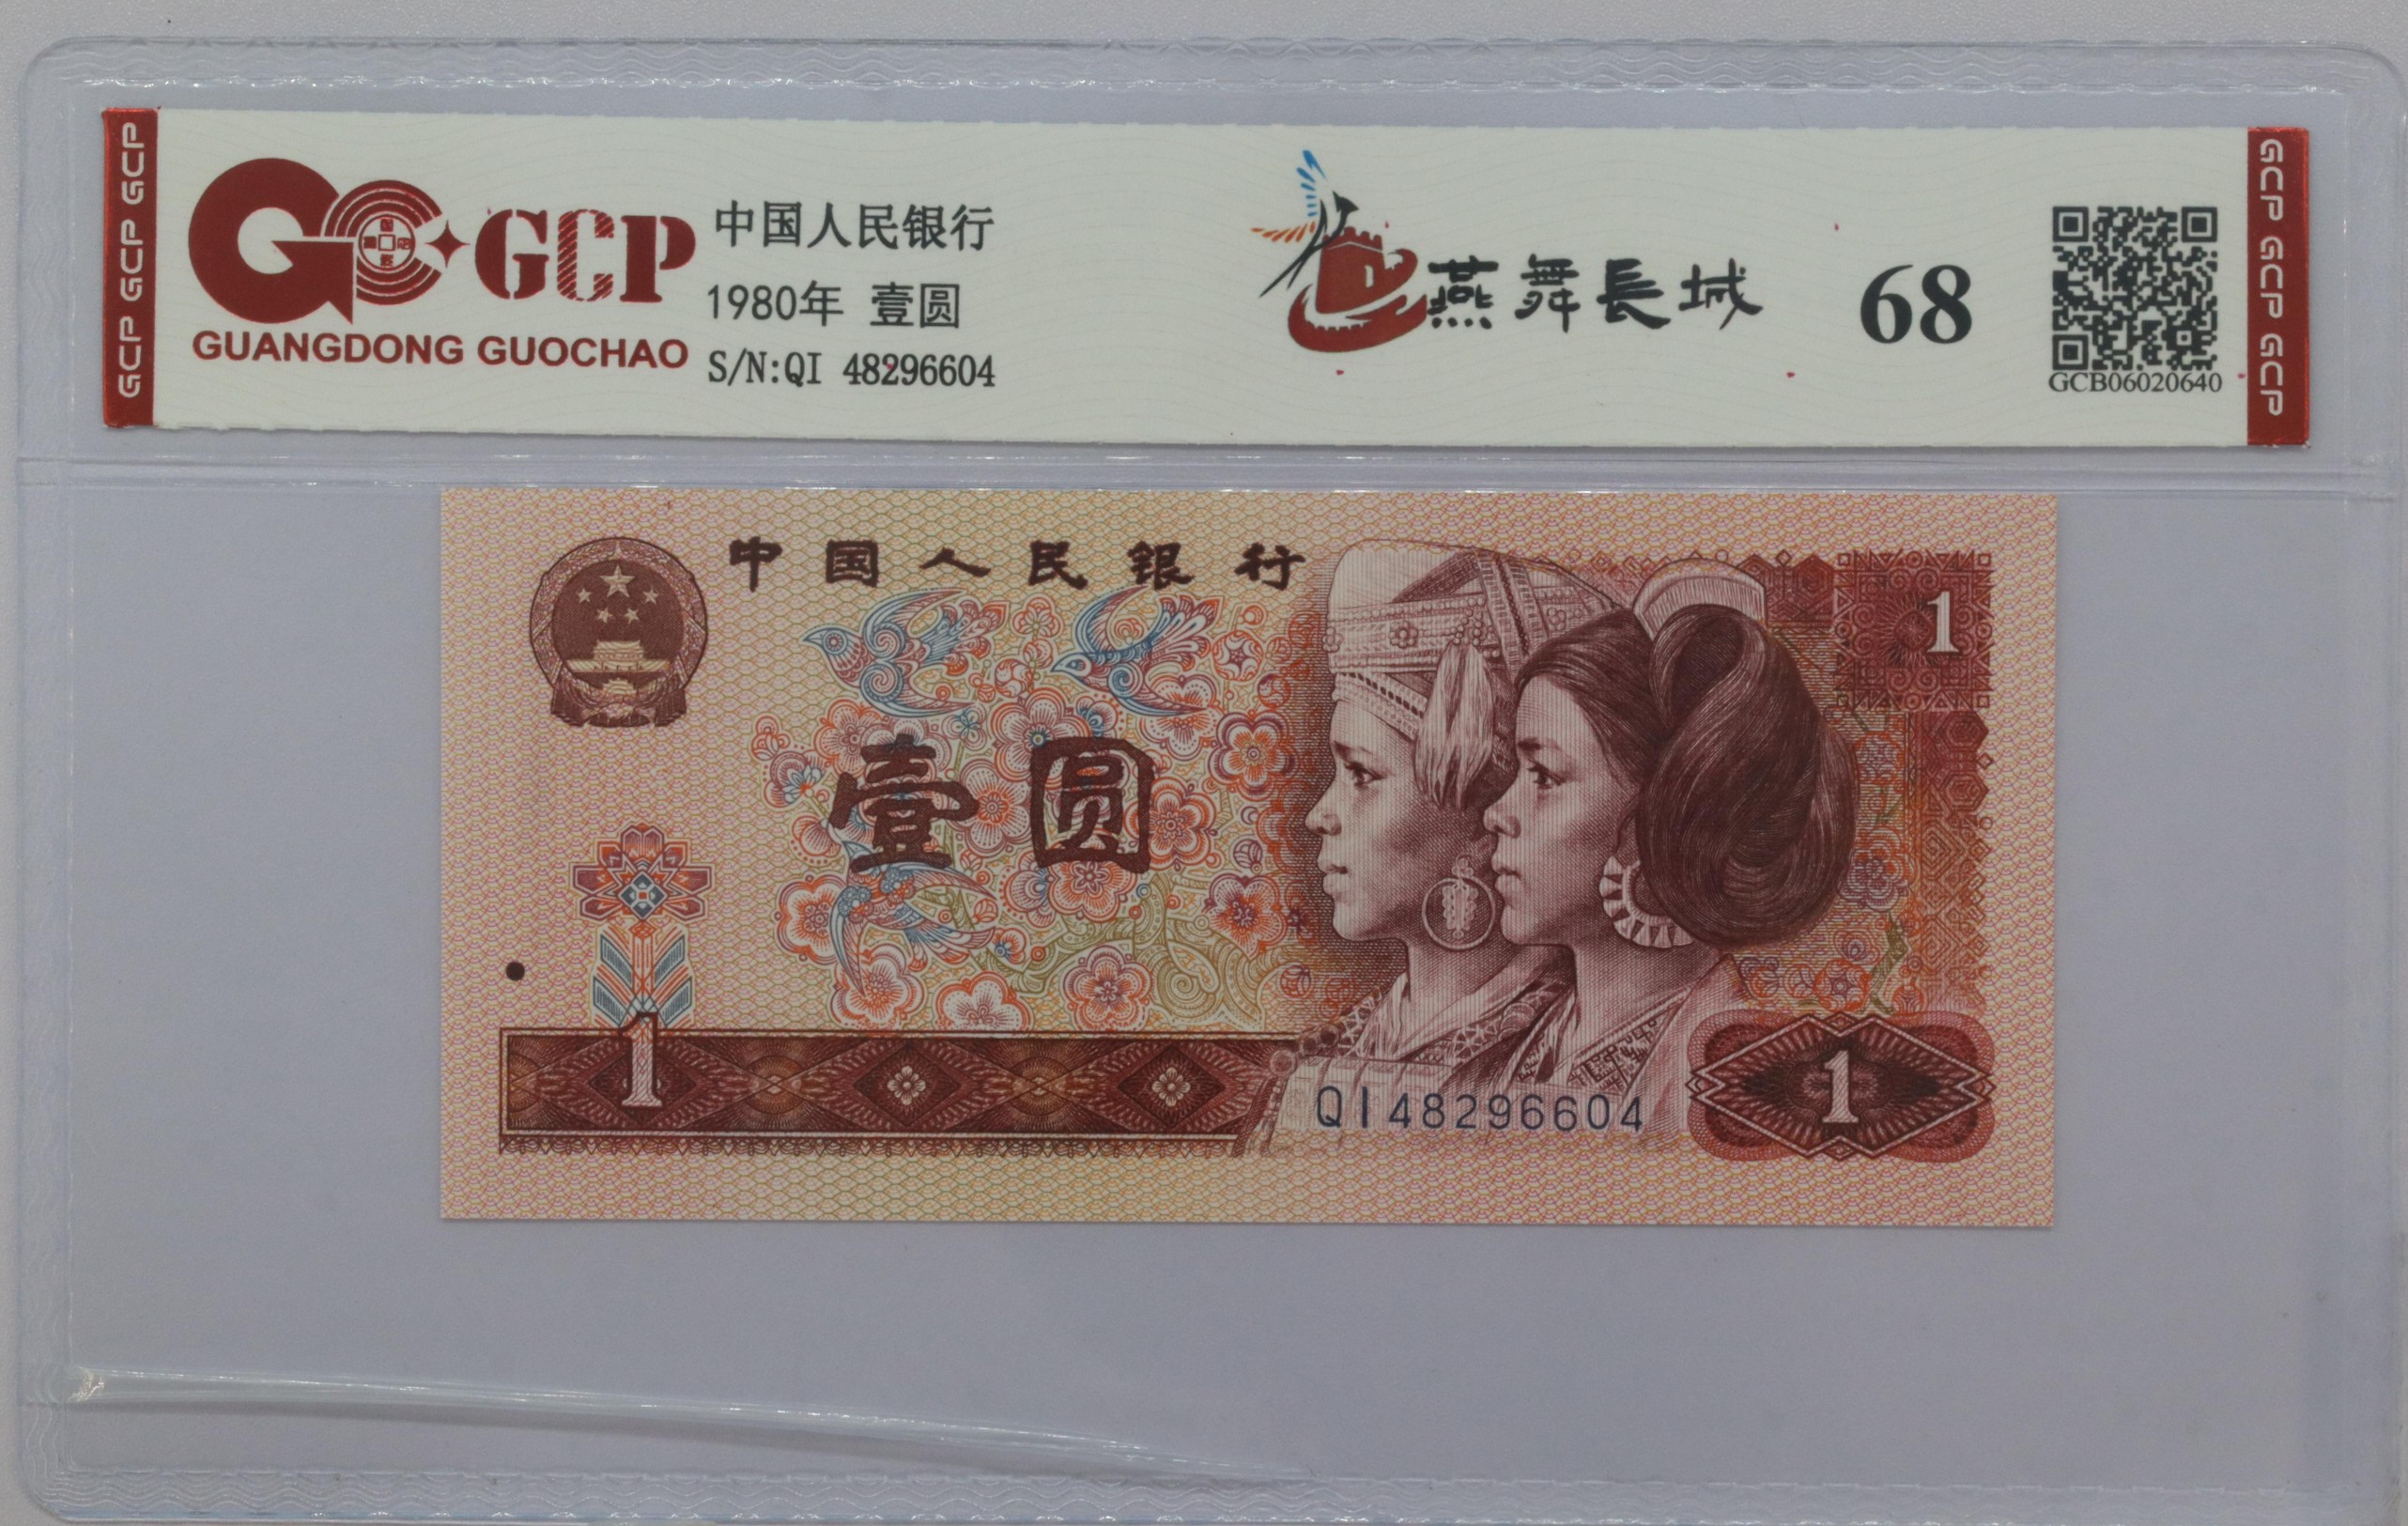 GCP GCP GCP
GCP
GUANGDONG GUOCHAO
中国人民银行
1980年 壹圆
S/N:QI 48296604
燕舞長城
68
GCB06020640
GCP GCP GCP
中国人民银行
1
壹圆
1
QI48296604
1